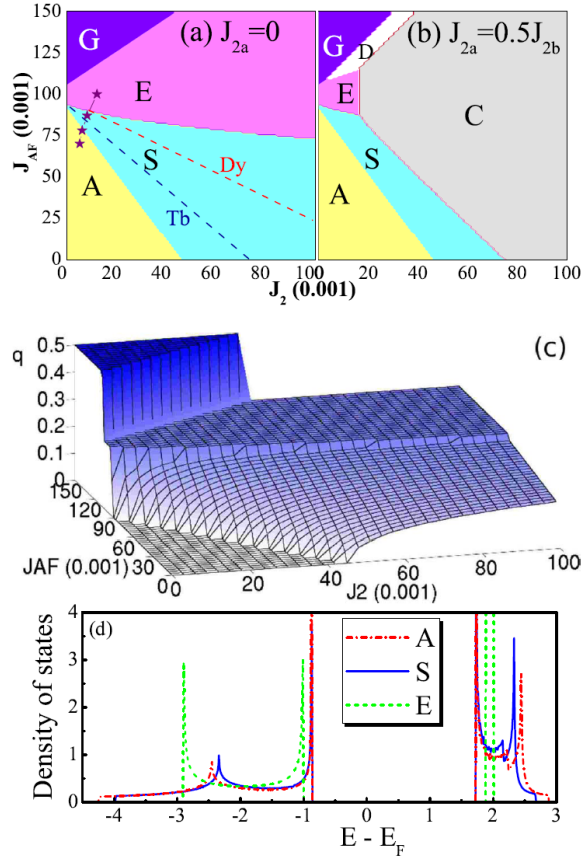 150
125
100
75
50
25
0
J_AF (0.001)
G
(a) J_2a=0
E
S
Dy
A
Tb
0 20 40 60 80 100
(b) J_2a=0.5J_2b
G
D
E
C
S
A
0 20 40 60 80 100
J_2 (0.001)
(c)
q
0.5
0.4
0.3
0.2
0.1
0
150
120
90
60
30
0
JAF (0.001)
0 20 40 60 80 100
J2 (0.001)
(d)
Density of states
4
3
2
1
0
A
S
E
-4 -3 -2 -1 0 1 2 3
E - E_F